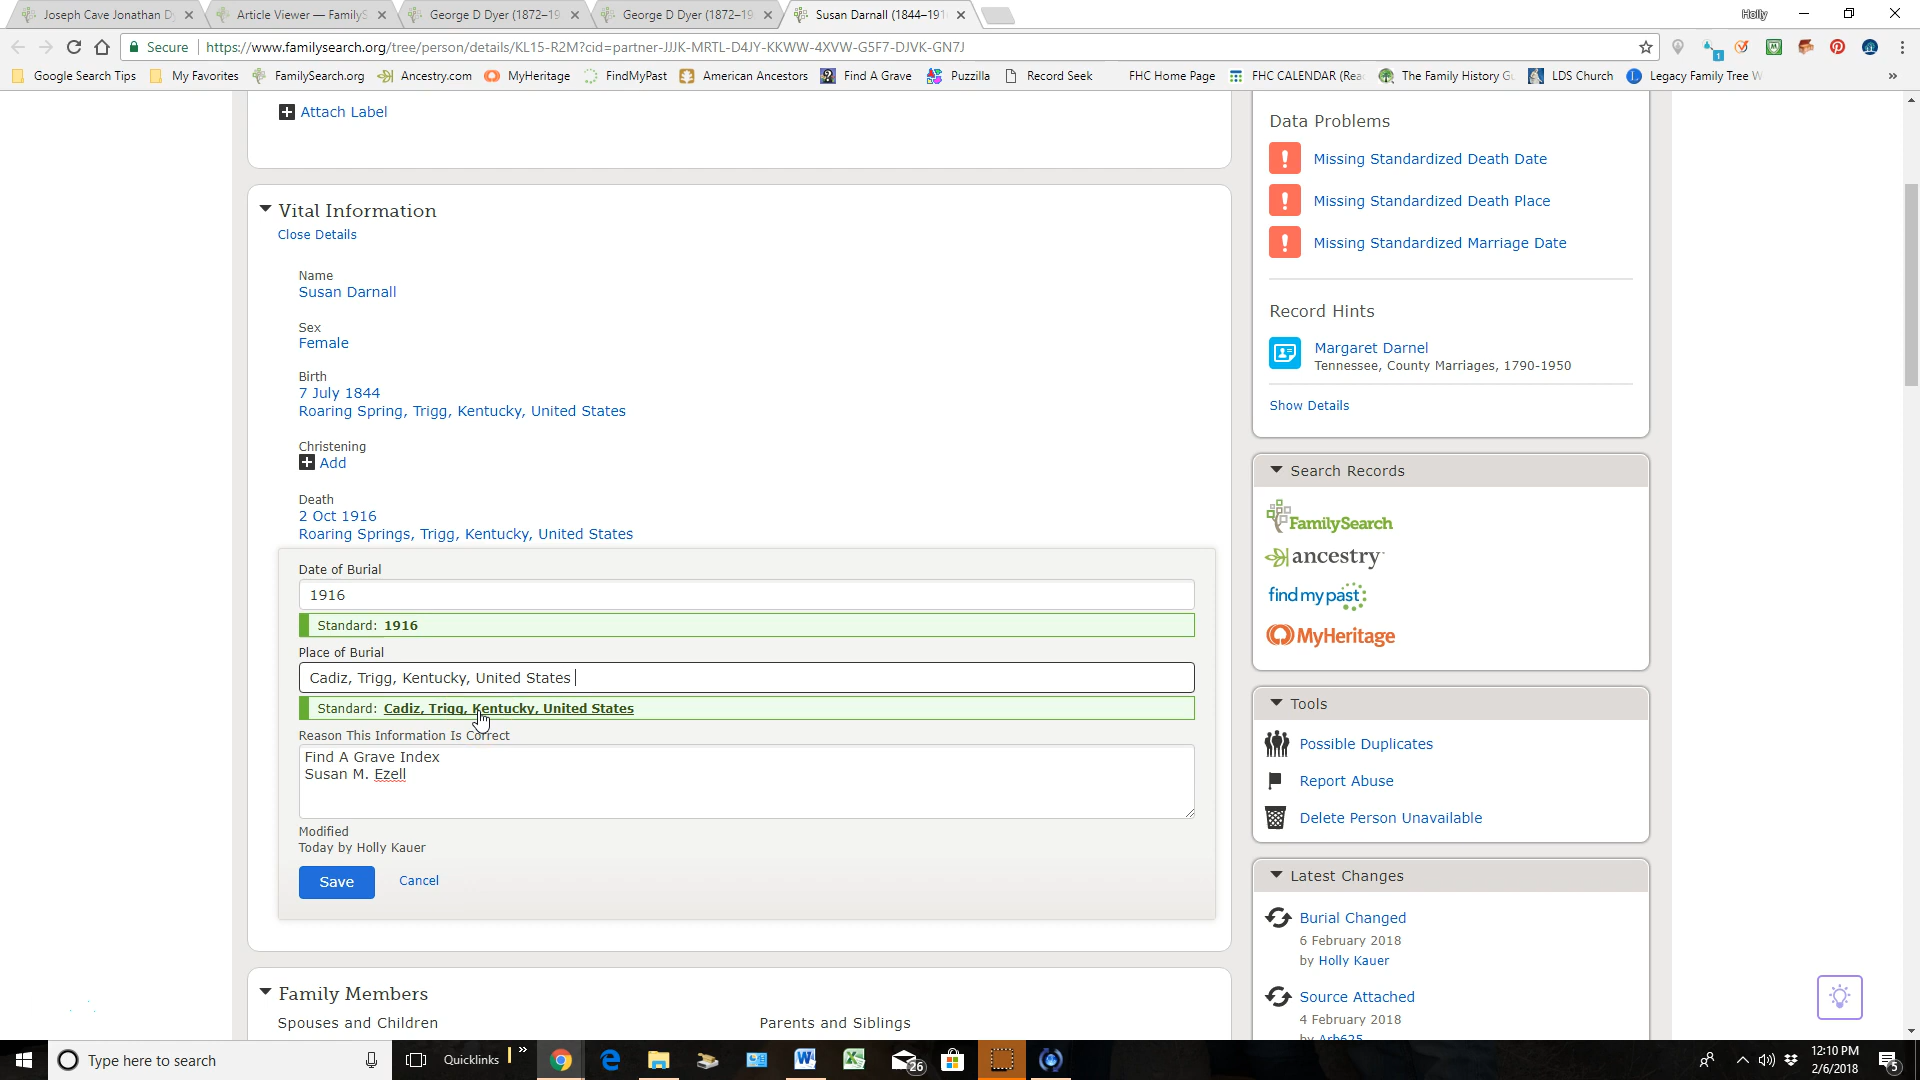 Joseph Cave Jonathan D
Article Viewer — FamilyS
George D Dyer (1872–19
George D Dyer (1872–19
Susan Darnall (1844–191
Holly
Secure
https://www.familysearch.org/tree/person/details/KL15-R2M?cid=partner-JJJK-MRTL-D4JY-KKWW-4XVW-G5F7-DJVK-GN7J
Google Search Tips
My Favorites
FamilySearch.org
Ancestry.com
MyHeritage
FindMyPast
American Ancestors
Find A Grave
Puzzilla
Record Seek
FHC Home Page
FHC CALENDAR (Rea
The Family History Gu
LDS Church
Legacy Family Tree W
Attach Label
Vital Information
Close Details
Name
Susan Darnall
Sex
Female
Birth
7 July 1844
Roaring Spring, Trigg, Kentucky, United States
Christening
Add
Death
2 Oct 1916
Roaring Springs, Trigg, Kentucky, United States
Date of Burial
1916
Standard: 1916
Place of Burial
Cadiz, Trigg, Kentucky, United States
Standard: Cadiz, Trigg, Kentucky, United States
Reason This Information Is Correct
Find A Grave Index
Susan M. Ezell
Modified
Today by Holly Kauer
Save
Cancel
Family Members
Spouses and Children
Parents and Siblings
Data Problems
Missing Standardized Death Date
Missing Standardized Death Place
Missing Standardized Marriage Date
Record Hints
Margaret Darnel
Tennessee, County Marriages, 1790-1950
Show Details
Search Records
FamilySearch
ancestry
findmypast
MyHeritage
Tools
Possible Duplicates
Report Abuse
Delete Person Unavailable
Latest Changes
Burial Changed
6 February 2018
by Holly Kauer
Source Attached
4 February 2018
by Arb625
Type here to search
Quicklinks
26
12:10 PM
2/6/2018
5